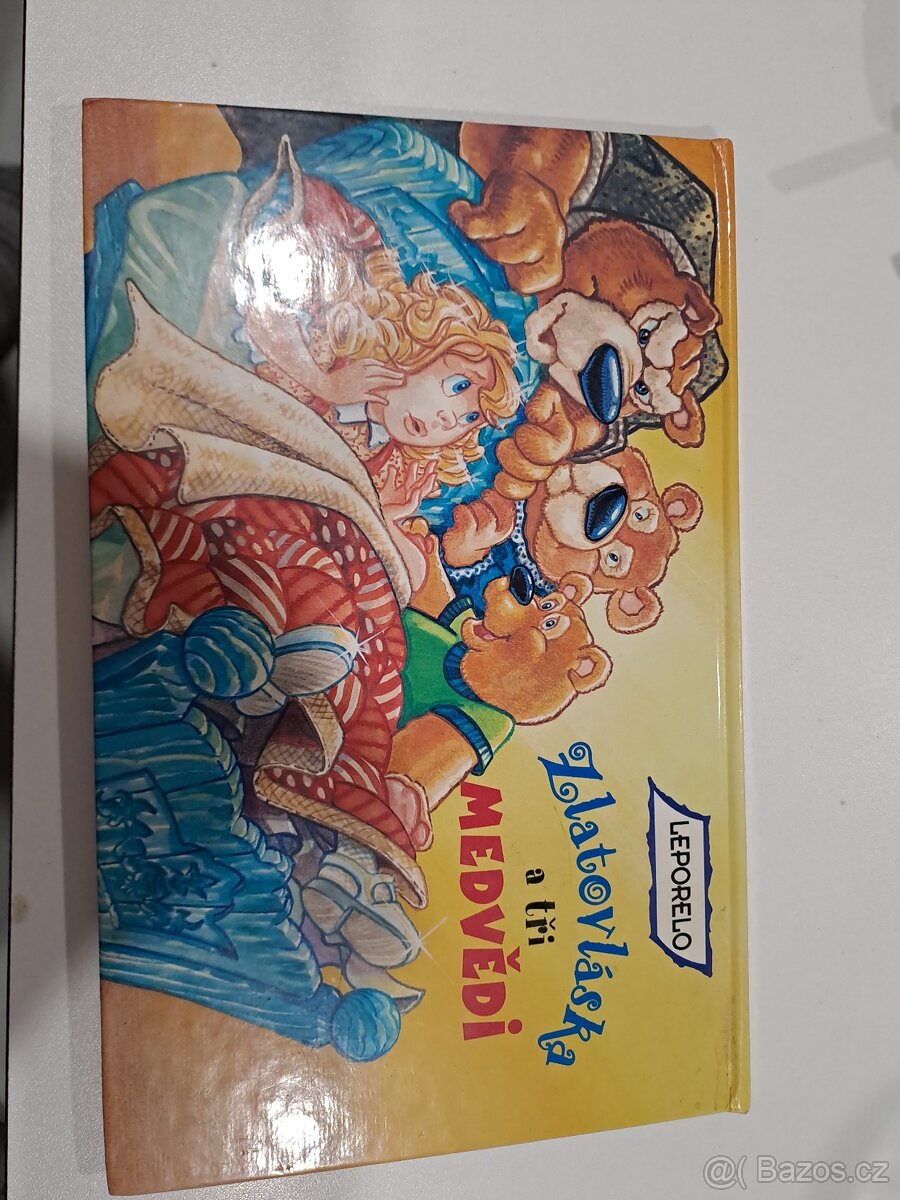 LEPORELO
Zlatovláska
a tři
MEDVĚDI
@( Bazos.cz